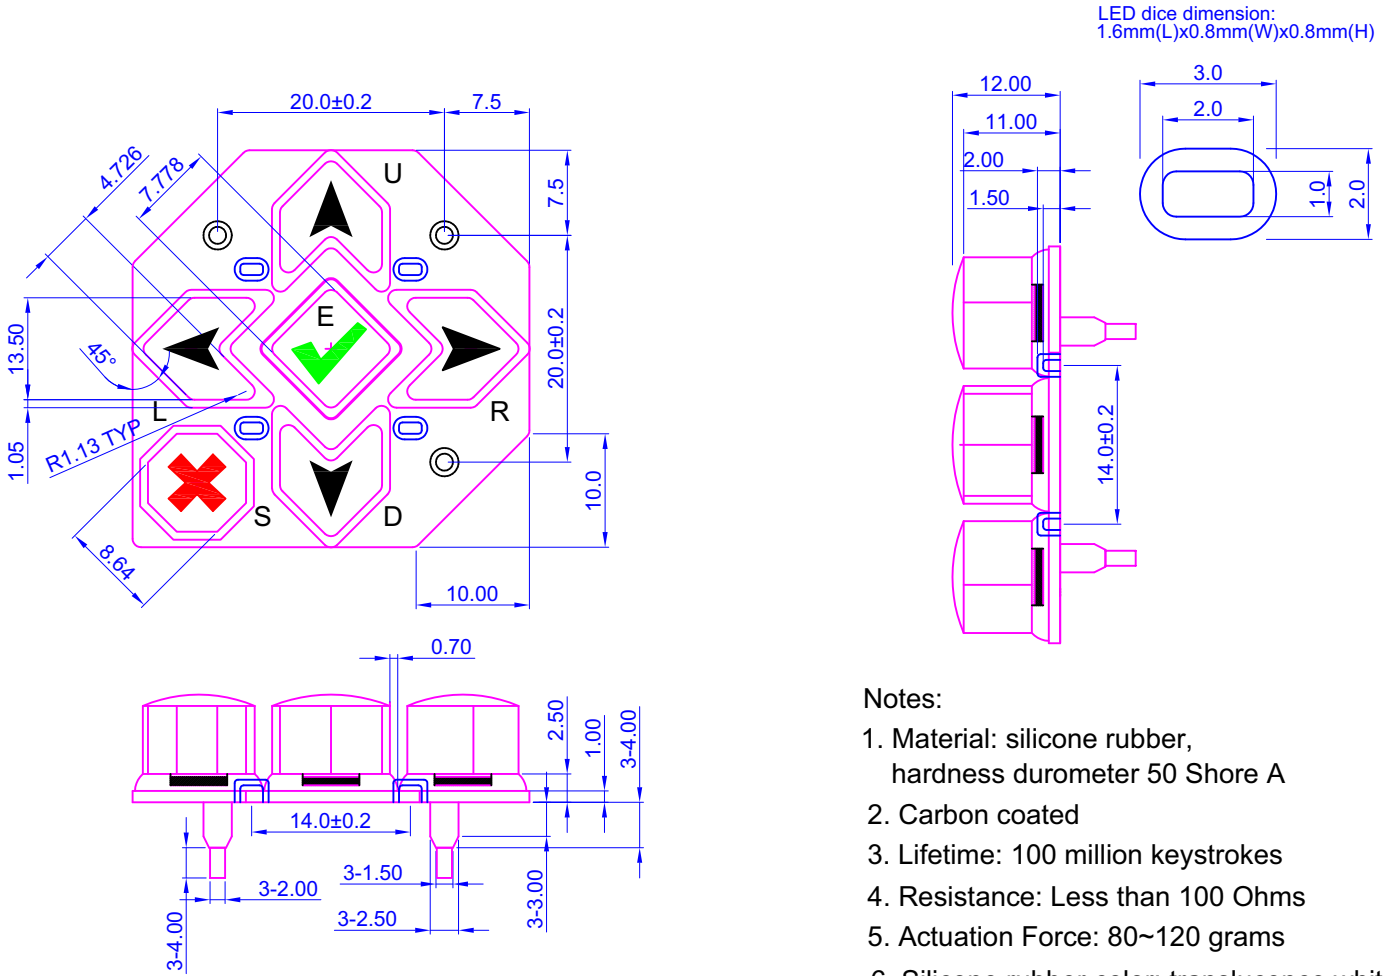 LED dice dimension:
1.6mm(L)x0.8mm(W)x0.8mm(H)
20.0±0.2
7.5
4.726
7.778
U
7.5
13.50
45°
E
20.0±0.2
L
R
1.05
R1.13 TYP
10.0
S
D
8.64
10.00
12.00
11.00
2.00
1.50
14.0±0.2
3.0
2.0
1.0
2.0
0.70
2.50
1.00
3-4.00
14.0±0.2
3-1.50
3-2.00
3-2.50
3-3.00
3-4.00
Notes:
1. Material: silicone rubber,
hardness durometer 50 Shore A
2. Carbon coated
3. Lifetime: 100 million keystrokes
4. Resistance: Less than 100 Ohms
5. Actuation Force: 80~120 grams